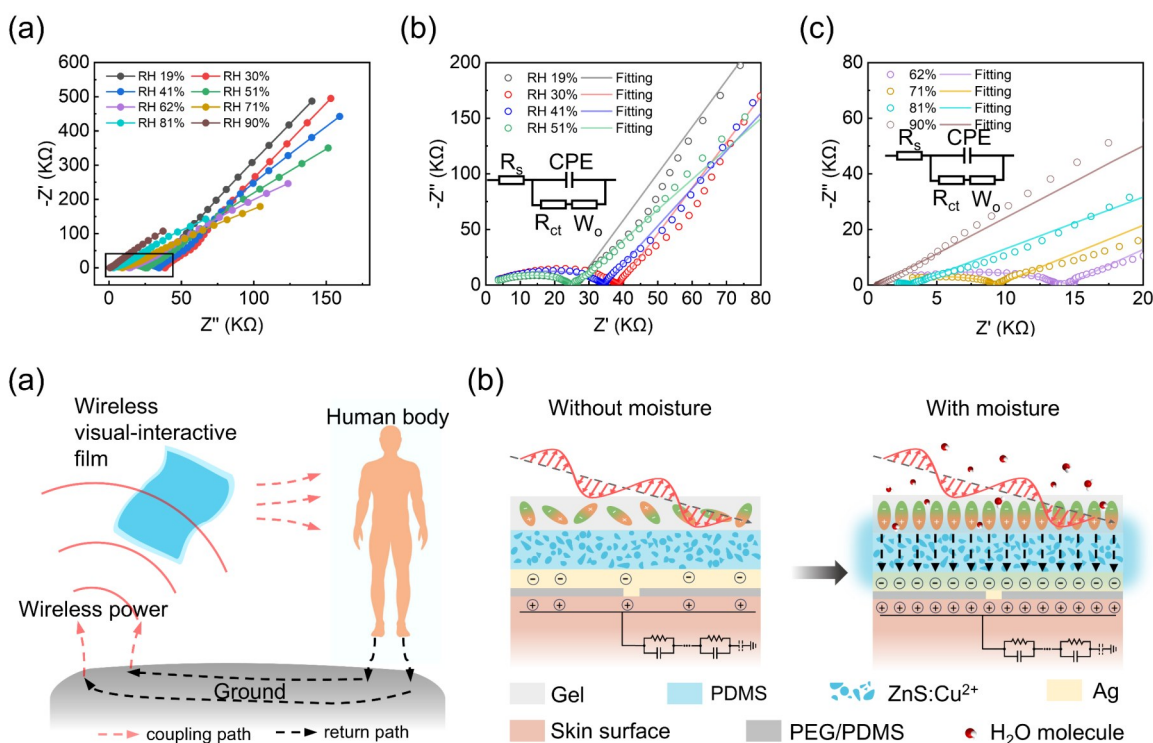 (a)
600
500
400
300
200
100
0
-Z' (KΩ)
RH 19%
RH 30%
RH 41%
RH 51%
RH 62%
RH 71%
RH 81%
RH 90%
0 50 100 150 200
Z'' (KΩ)
(b)
200
150
100
50
0
-Z'' (KΩ)
RH 19% Fitting
RH 30% Fitting
RH 41% Fitting
RH 51% Fitting
Rs CPE
Rct Wo
0 10 20 30 40 50 60 70 80
Z' (KΩ)
(c)
80
60
40
20
0
-Z'' (KΩ)
62% Fitting
71% Fitting
81% Fitting
90% Fitting
Rs CPE
Rct Wo
0 5 10 15 20
Z' (KΩ)
(a)
Wireless
visual-interactive
film
Human body
Wireless power
Ground
coupling path
return path
(b)
Without moisture
With moisture
Gel
PDMS
ZnS:Cu²⁺
Ag
Skin surface
PEG/PDMS
H₂O molecule